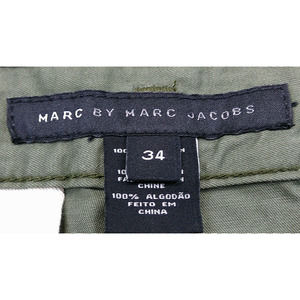 MARC BY MARC JACOBS
34
CHINE
100% ALGODÃO
FEITO EM
CHINA